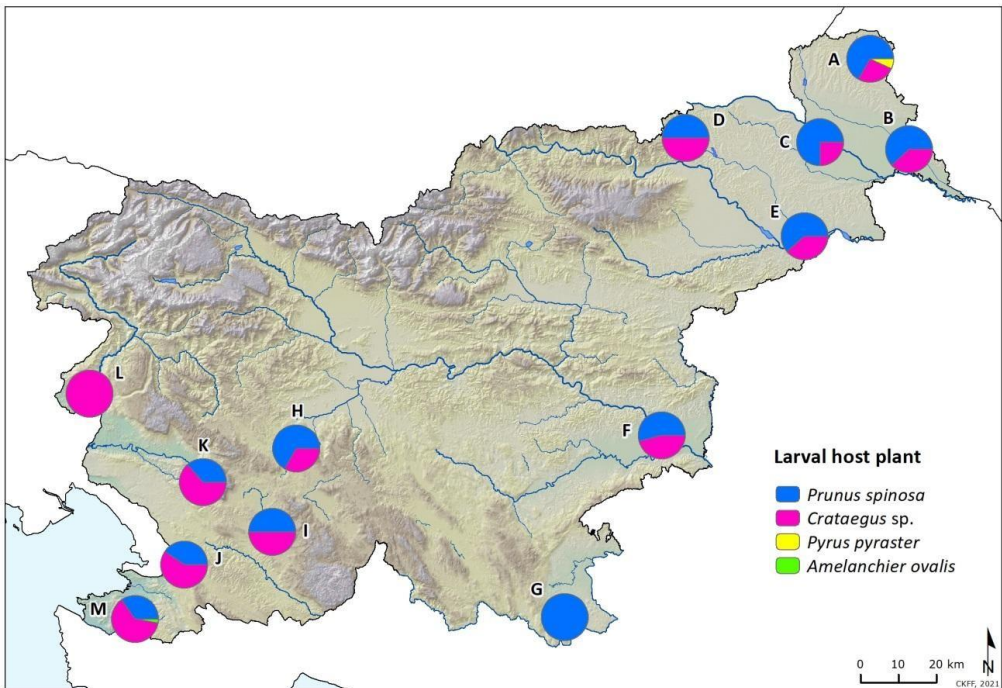 A
B
C
D
E
F
G
H
I
J
K
L
M
Larval host plant
Prunus spinosa
Crataegus sp.
Pyrus pyraster
Amelanchier ovalis
N
0 10 20 km
CKFF, 2021